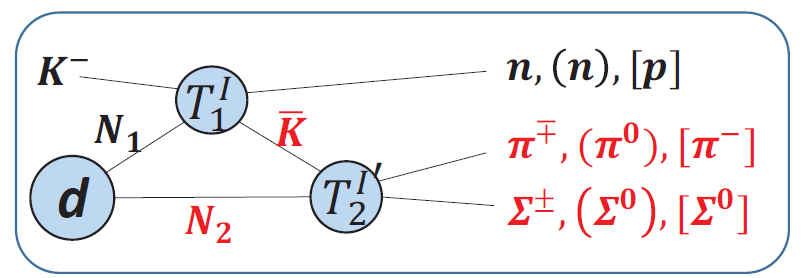 K⁻
T₁ᴵ
n, (n), [p]
N₁
K̅
π∓, (π⁰), [π⁻]
d
T₂ᴵ′
N₂
Σ±, (Σ⁰), [Σ⁰]